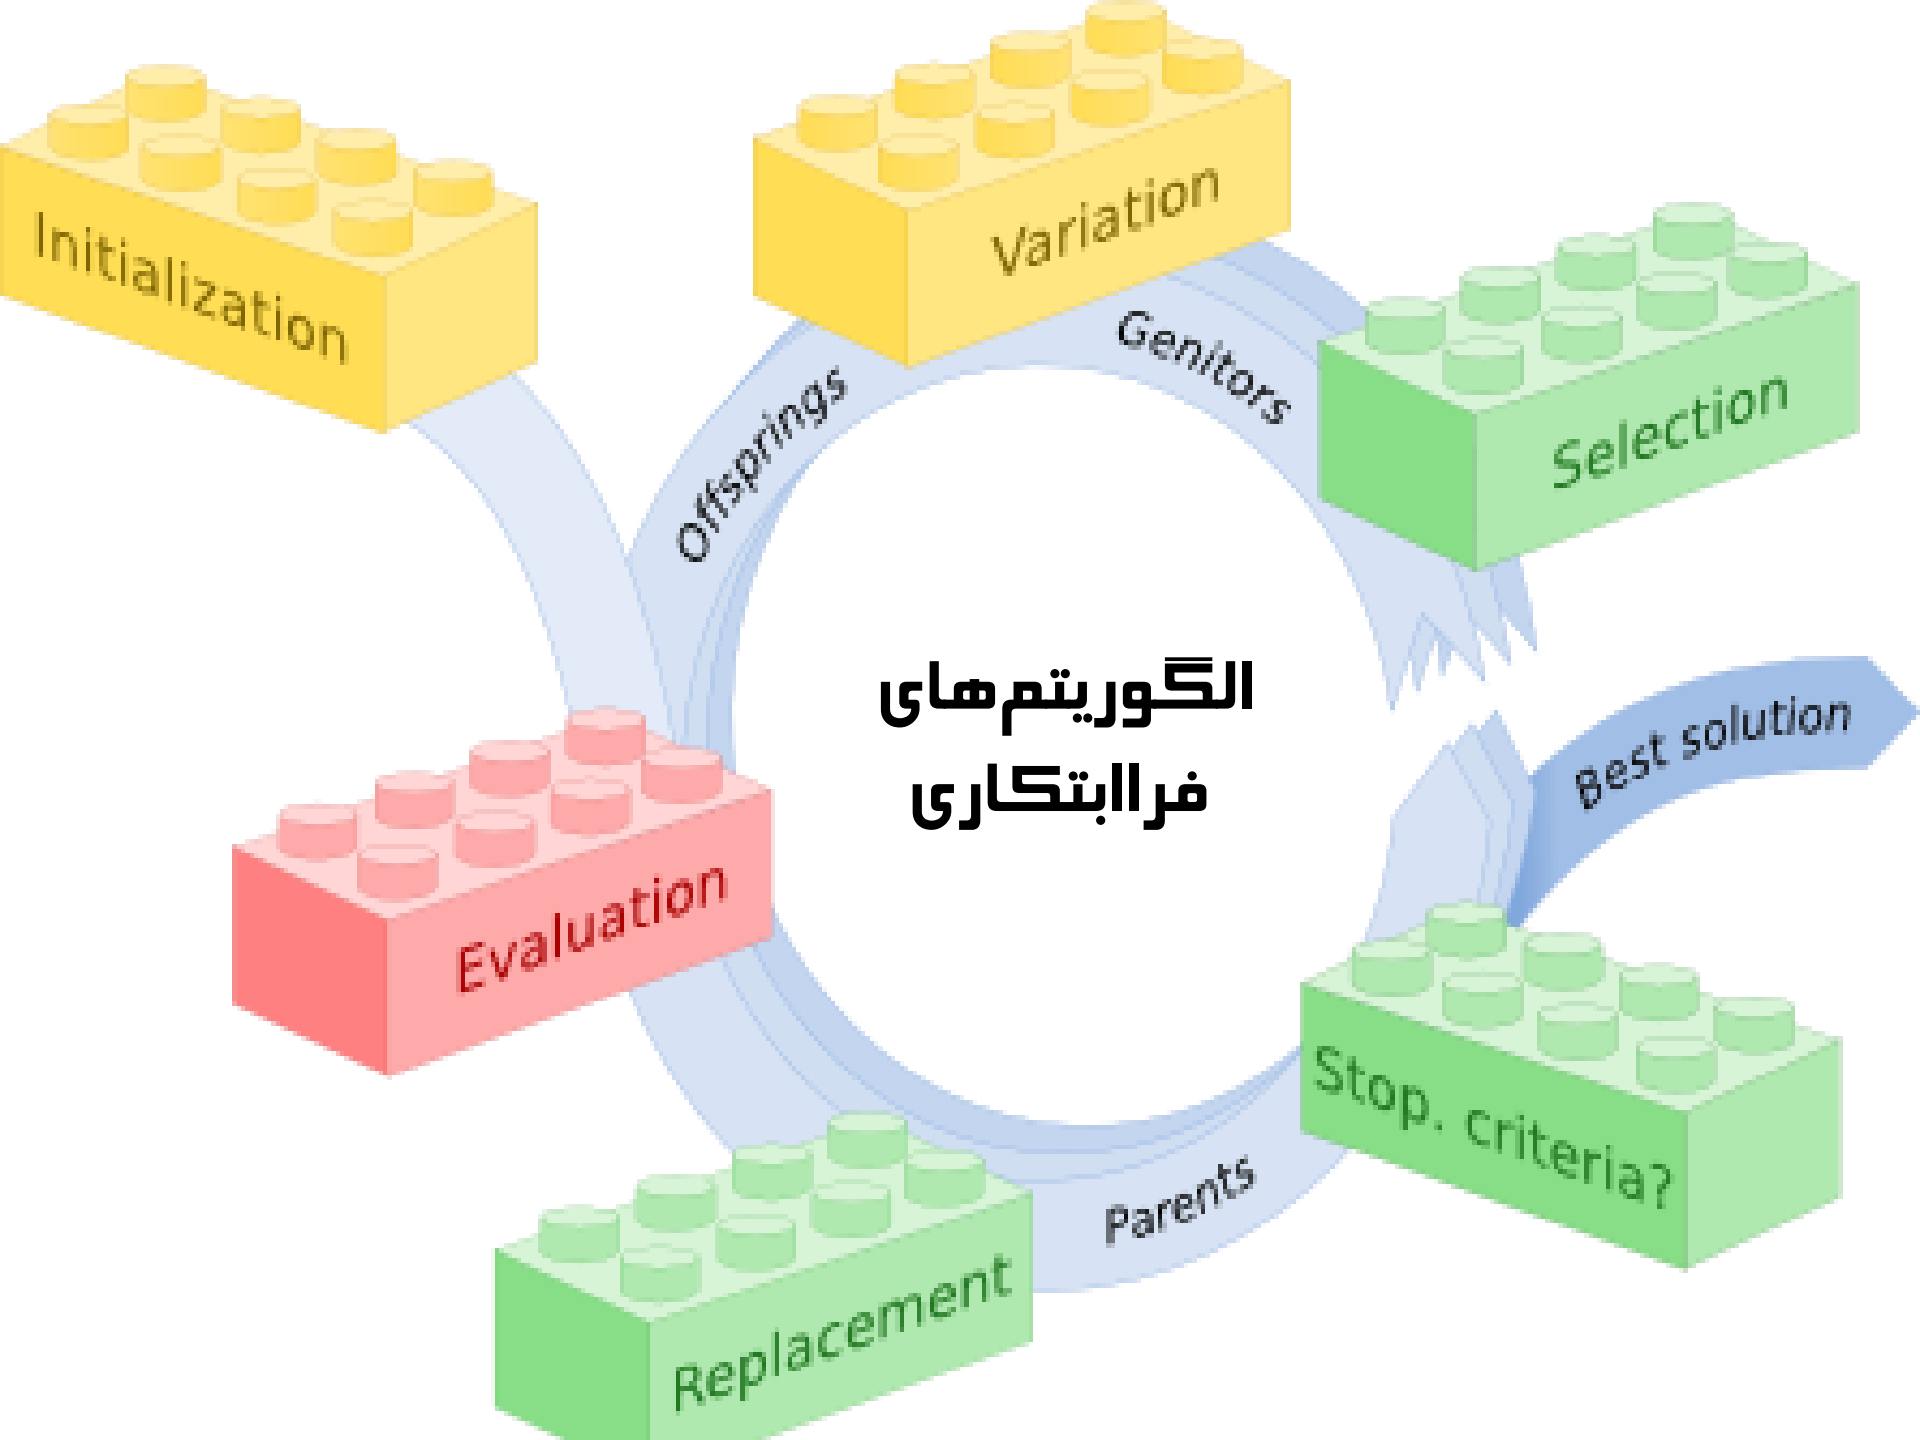 Initialization
Variation
Genitors
Selection
Offsprings
الگوریتم‌های
فراابتکاری
Best solution
Evaluation
Stop. criteria?
Parents
Replacement